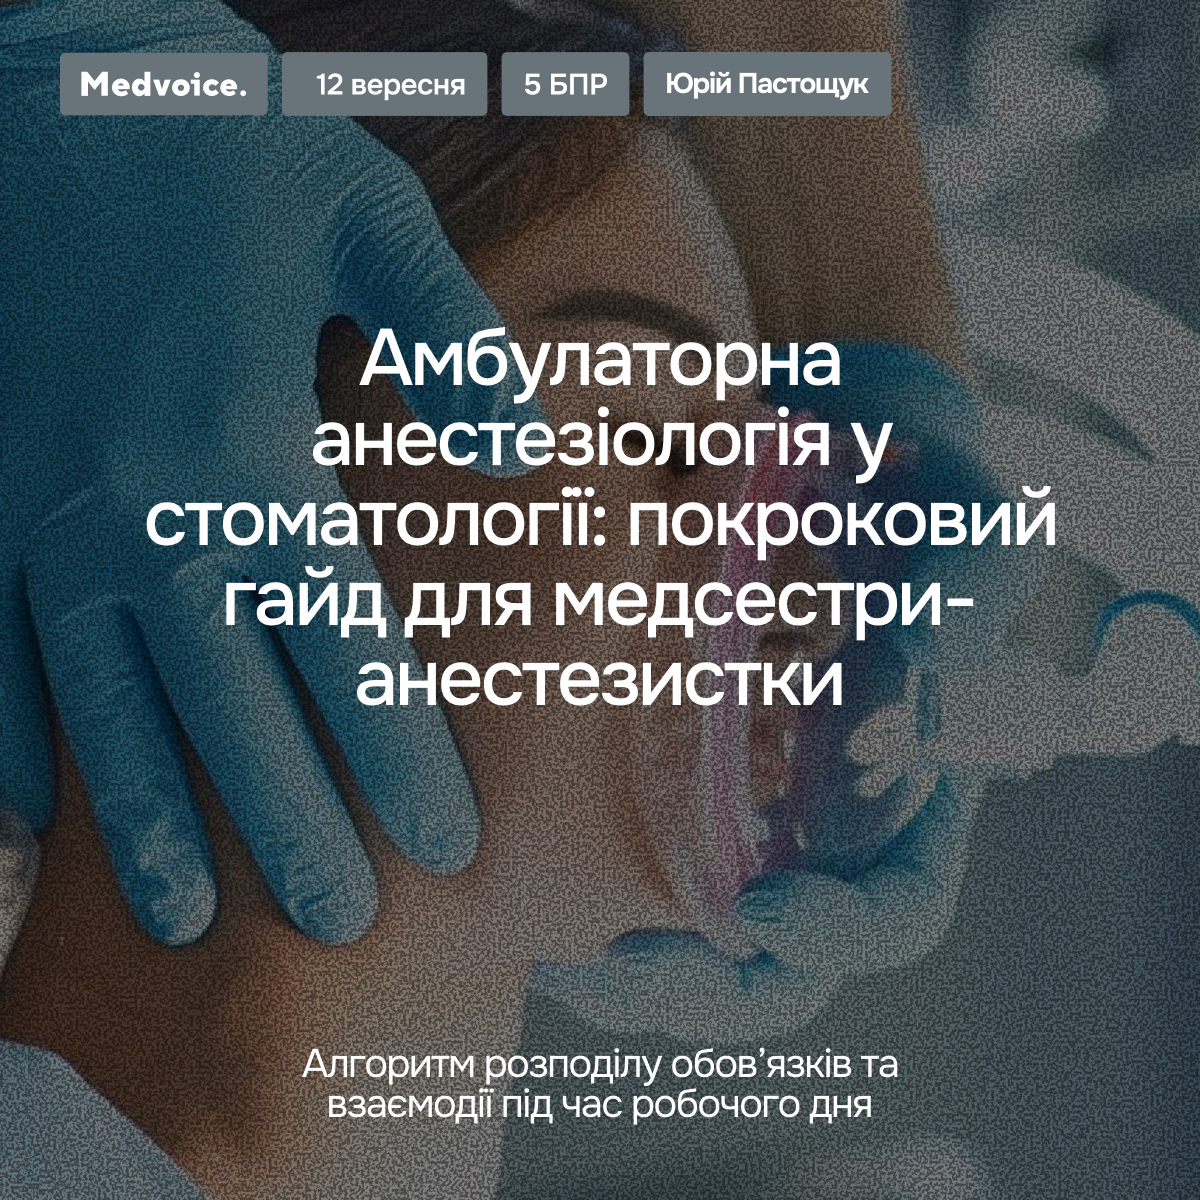 Medvoice.
12 вересня
5 БПР
Юрій Пастощук
Амбулаторна
анестезіологія у
стоматології: покроковий
гайд для медсестри-
анестезистки
Алгоритм розподілу обов’язків та
взаємодії під час робочого дня